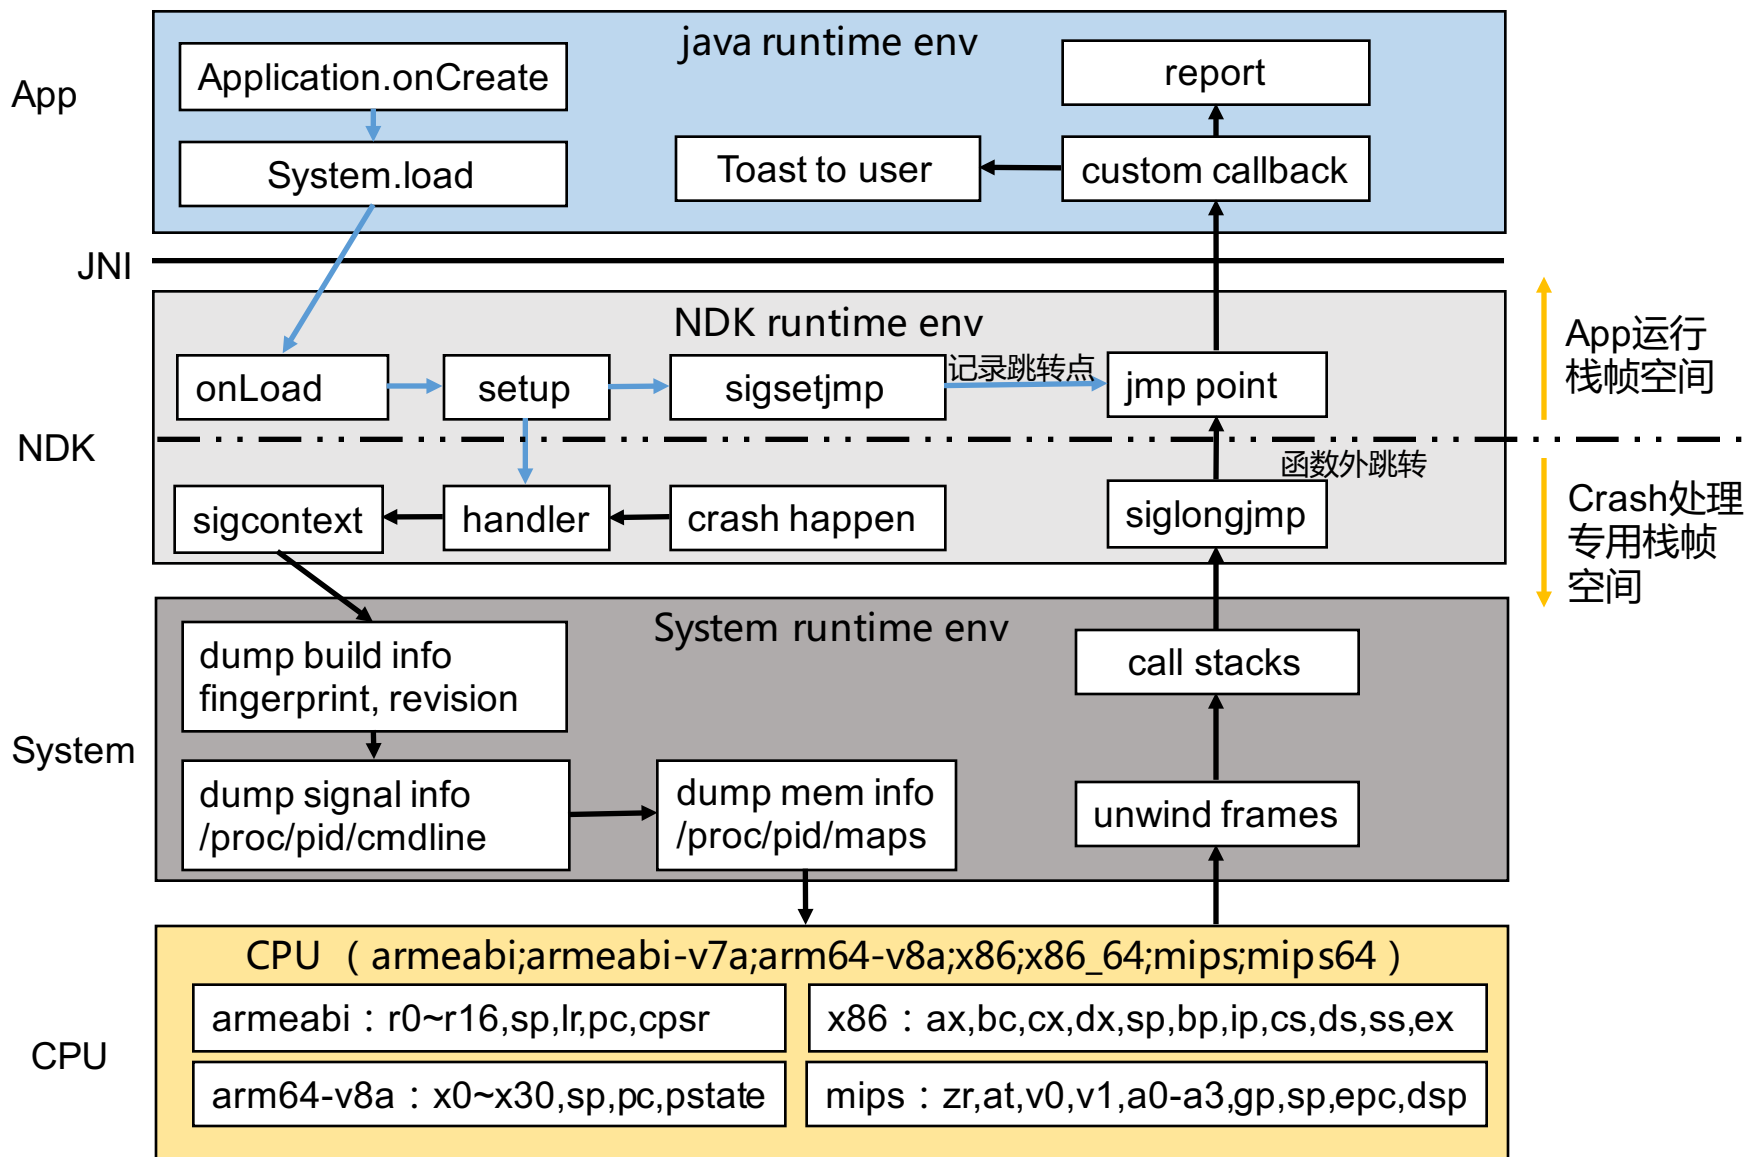 java runtime env
App
Application.onCreate
report
System.load
Toast to user
custom callback
JNI
NDK runtime env
App运行
栈帧空间
onLoad
setup
sigsetjmp
记录跳转点
jmp point
NDK
函数外跳转
sigcontext
handler
crash happen
siglongjmp
Crash处理
专用栈帧
空间
System runtime env
dump build info
fingerprint, revision
call stacks
System
dump signal info
/proc/pid/cmdline
dump mem info
/proc/pid/maps
unwind frames
CPU（armeabi;armeabi-v7a;arm64-v8a;x86;x86_64;mips;mips64）
CPU
armeabi：r0~r16,sp,lr,pc,cpsr
x86：ax,bc,cx,dx,sp,bp,ip,cs,ds,ss,ex
arm64-v8a：x0~x30,sp,pc,pstate
mips：zr,at,v0,v1,a0-a3,gp,sp,epc,dsp